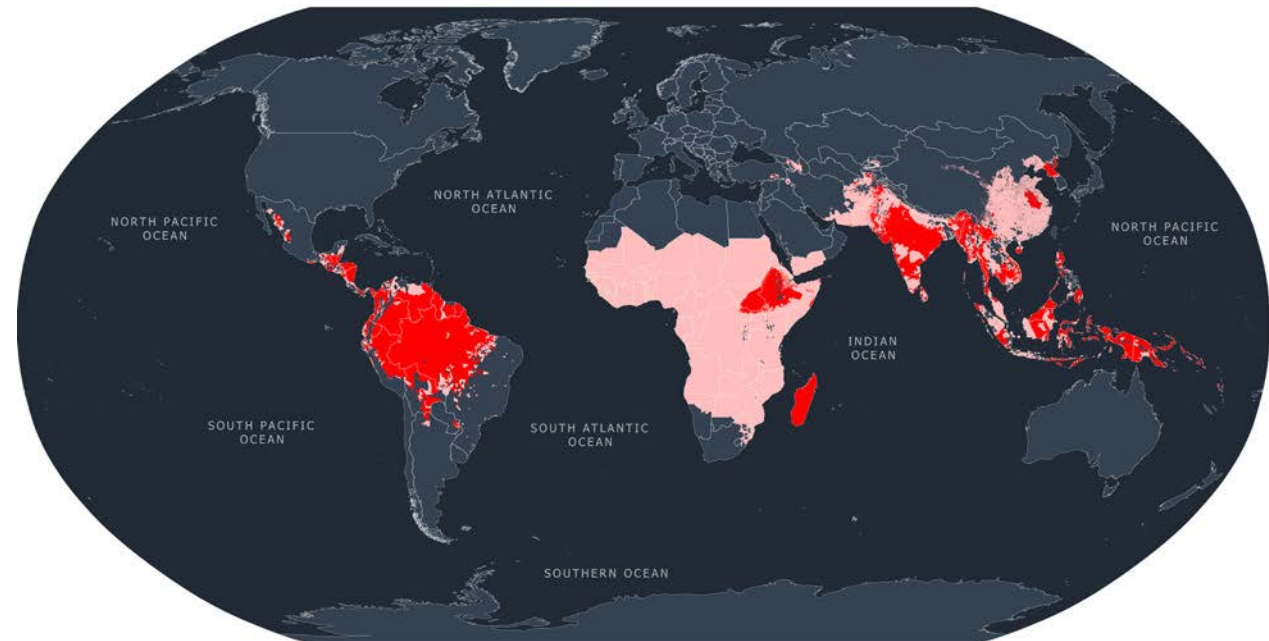 NORTH ATLANTIC
OCEAN
NORTH PACIFIC
OCEAN
NORTH PACIFIC
OCEAN
INDIAN
OCEAN
SOUTH PACIFIC
OCEAN
SOUTH ATLANTIC
OCEAN
SOUTHERN OCEAN